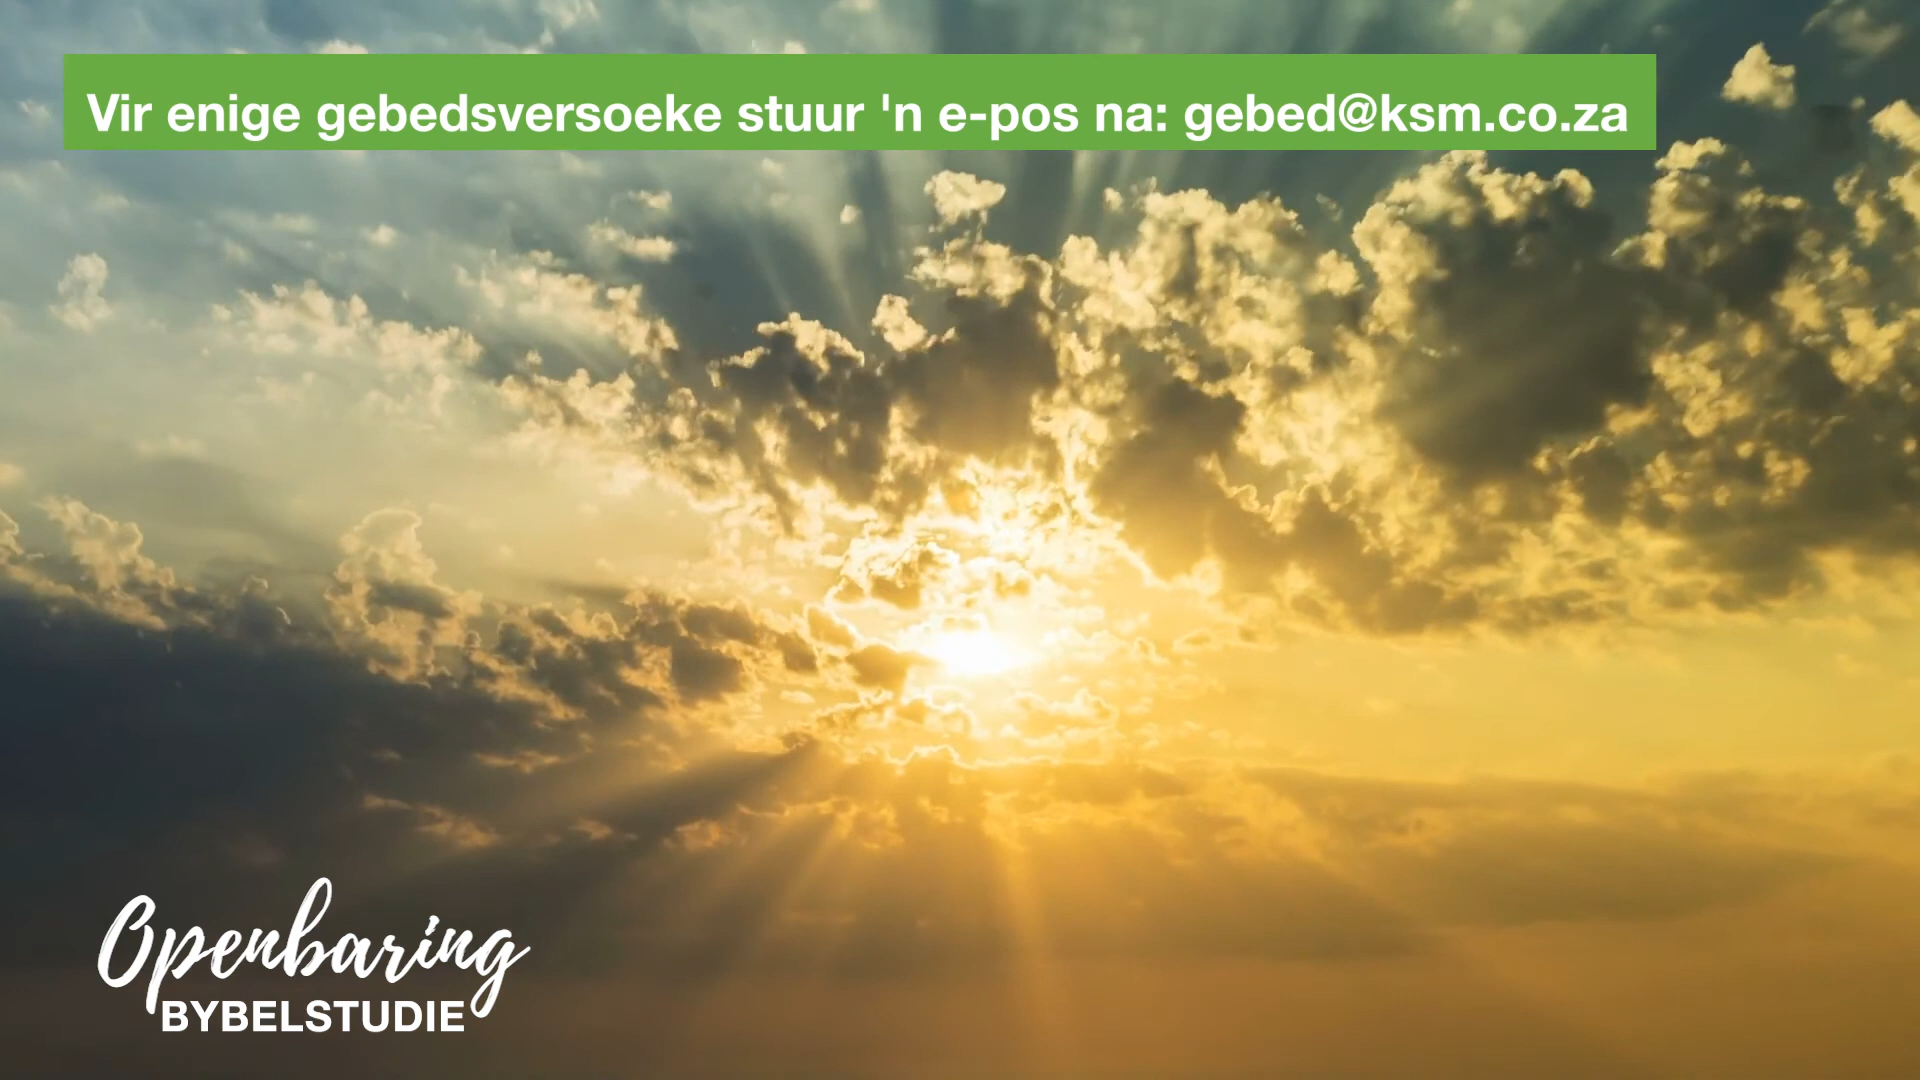 Vir enige gebedsversoeke stuur 'n e-pos na: gebed@ksm.co.za
Openbaring
BYBELSTUDIE